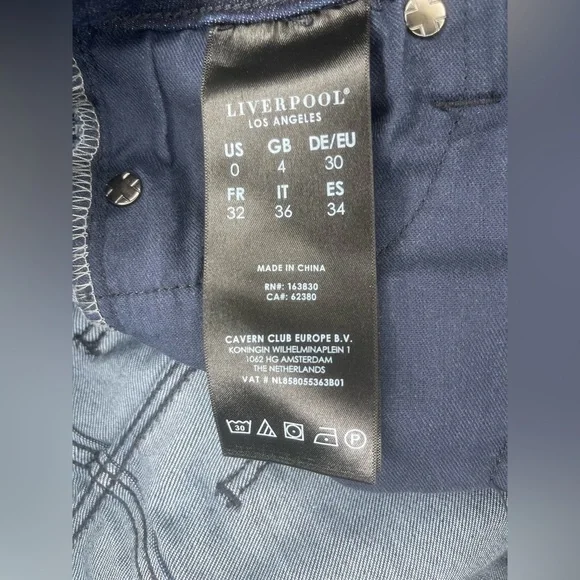 LIVERPOOL®
LOS ANGELES
US GB DE/EU
0 4 30
FR IT ES
32 36 34
MADE IN CHINA
RN#: 163830
CA#: 62380
CAVERN CLUB EUROPE B.V.
KONINGIN WILHELMINAPLEIN 1
1062 HG AMSTERDAM
THE NETHERLANDS
VAT # NL858055363B01
30 P